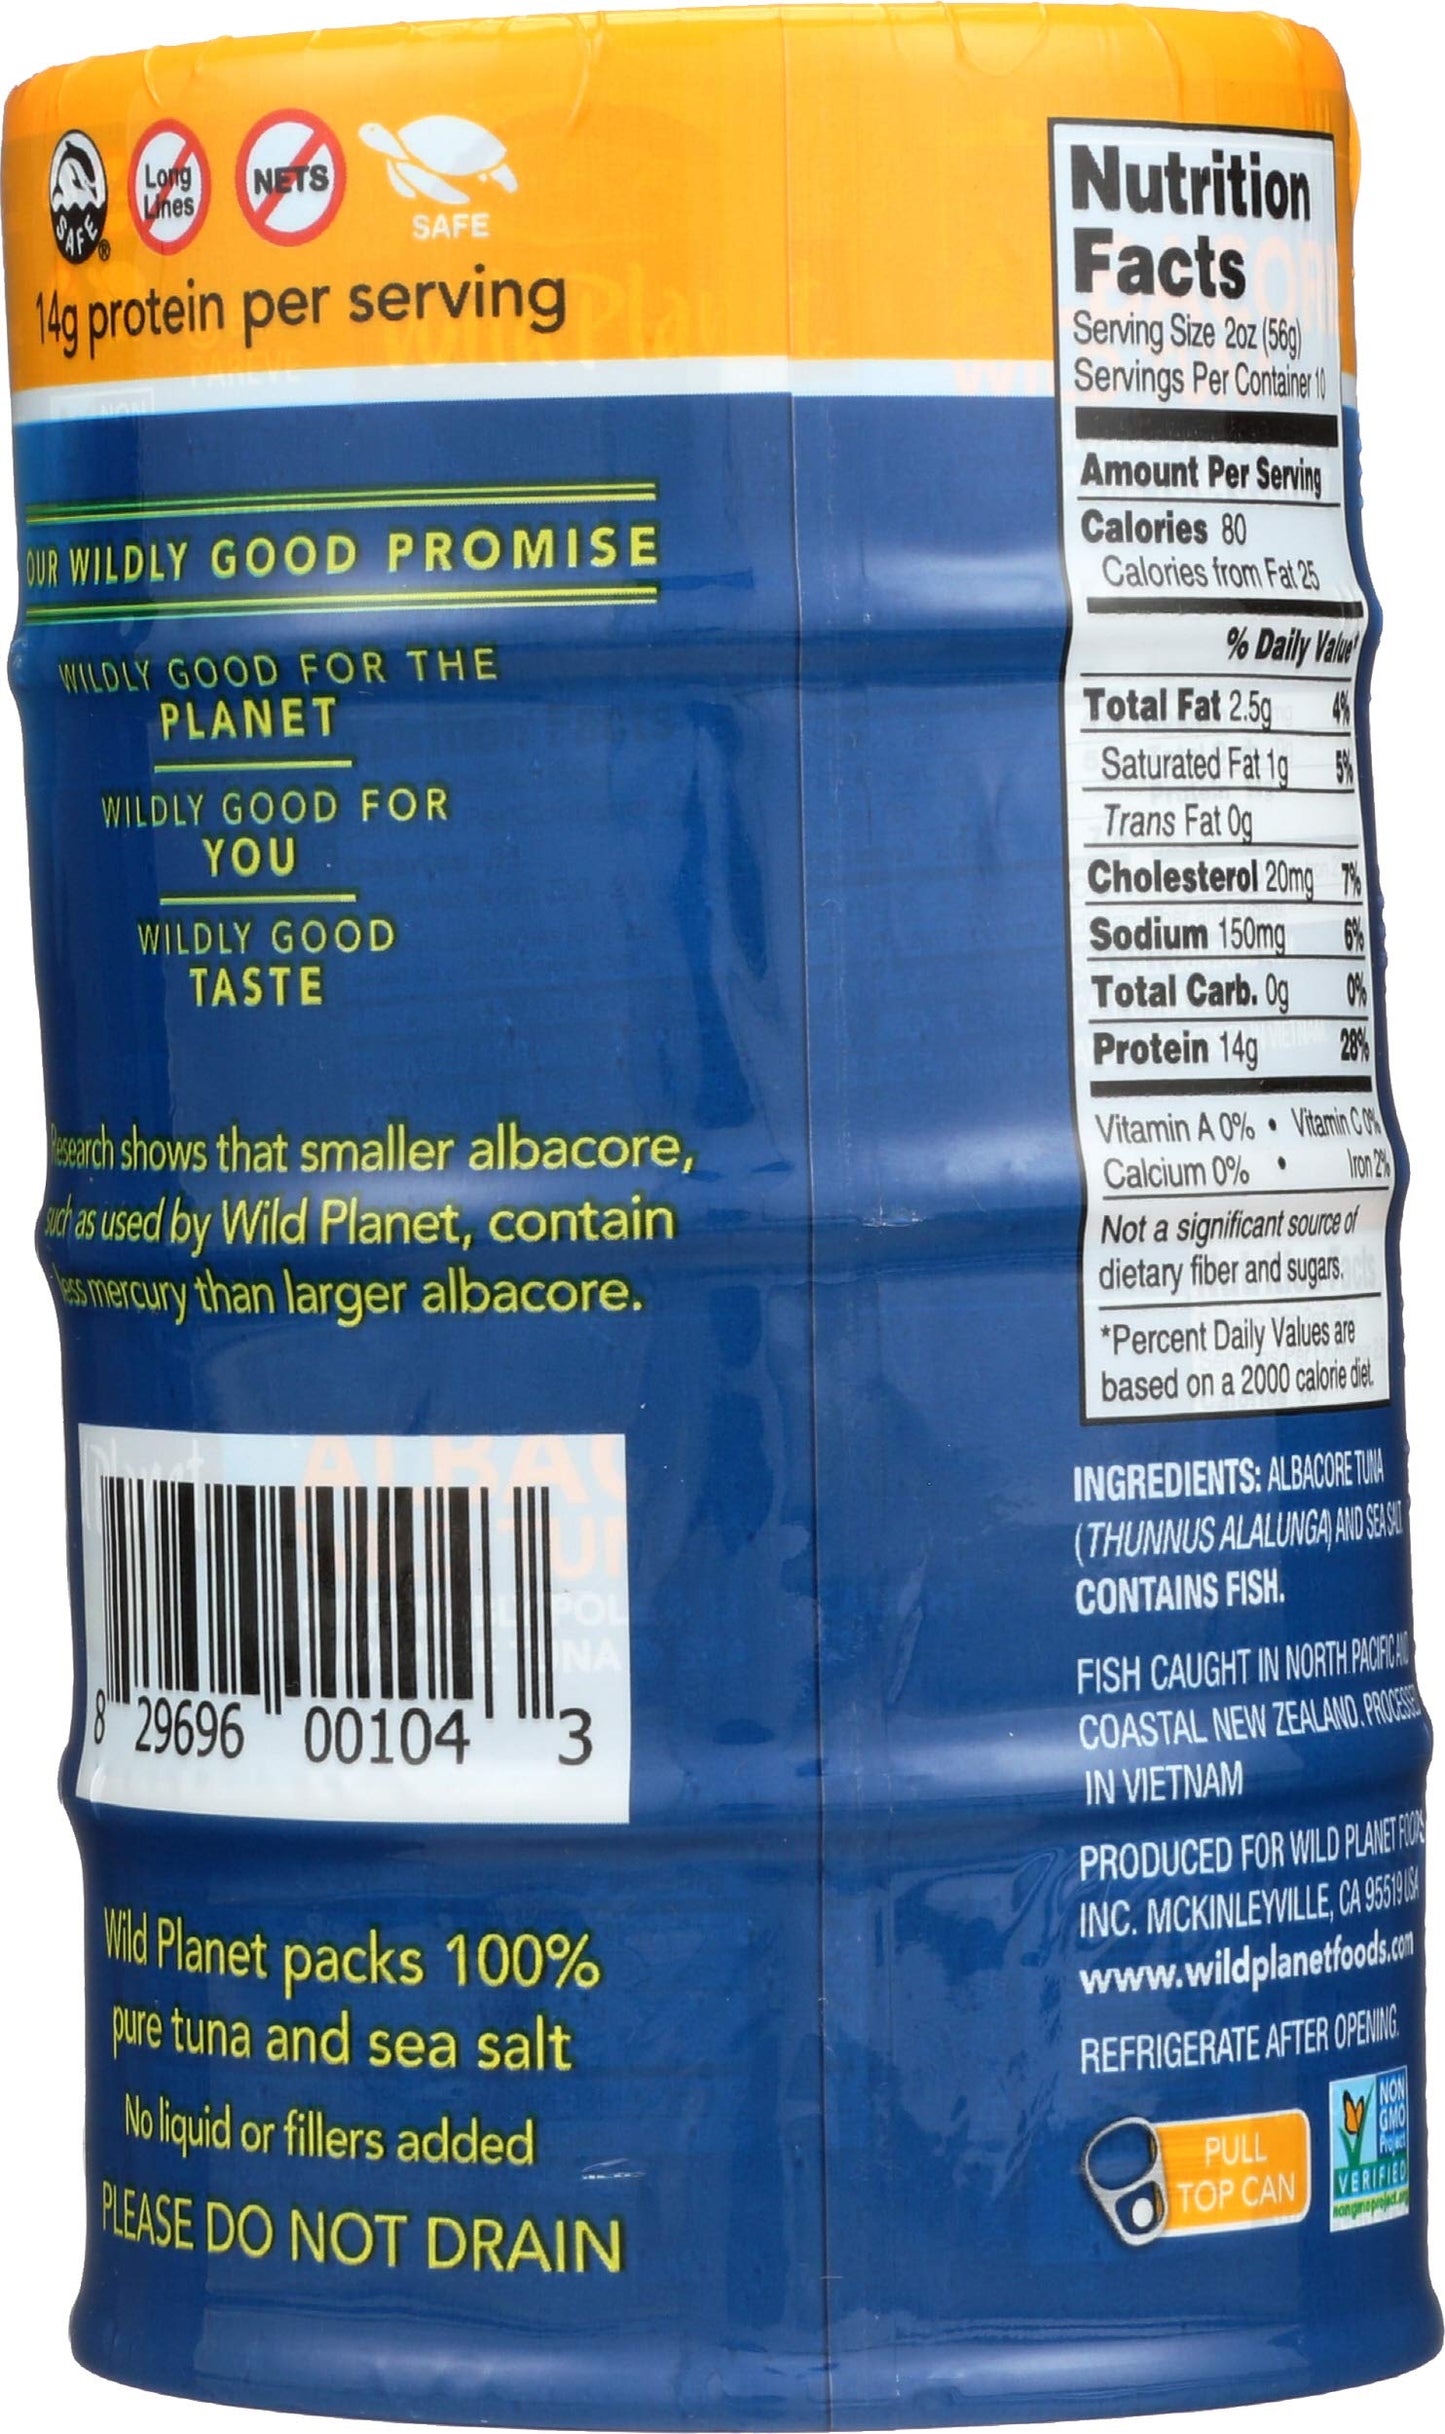 SAFE®
Long
Lines
NETS
SAFE
14g protein per serving
OUR WILDLY GOOD PROMISE
WILDLY GOOD FOR THE
PLANET
WILDLY GOOD FOR
YOU
WILDLY GOOD
TASTE
Research shows that smaller albacore,
such as used by Wild Planet, contain
less mercury than larger albacore.
8 29696 00104 3
Wild Planet packs 100%
pure tuna and sea salt
No liquid or fillers added
PLEASE DO NOT DRAIN
Nutrition
Facts
Serving Size 2oz (56g)
Servings Per Container 10
Amount Per Serving
Calories 80
Calories from Fat 25
% Daily Value*
Total Fat 2.5g 4%
Saturated Fat 1g 5%
Trans Fat 0g
Cholesterol 20mg 7%
Sodium 150mg 6%
Total Carb. 0g 0%
Protein 14g 28%
Vitamin A 0% • Vitamin C 0%
Calcium 0% • Iron 2%
Not a significant source of
dietary fiber and sugars.
*Percent Daily Values are
based on a 2000 calorie diet.
INGREDIENTS: ALBACORE TUNA
(THUNNUS ALALUNGA) AND SEA SALT
CONTAINS FISH.
FISH CAUGHT IN NORTH PACIFIC AND
COASTAL NEW ZEALAND. PROCESSED
IN VIETNAM
PRODUCED FOR WILD PLANET FOODS
INC. MCKINLEYVILLE, CA 95519 USA
www.wildplanetfoods.com
REFRIGERATE AFTER OPENING.
PULL
TOP CAN
NON
GMO
Project
VERIFIED
nongmoproject.org